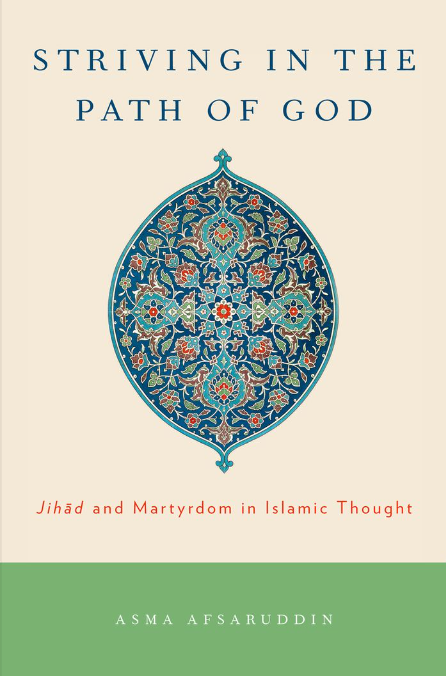 STRIVING IN THE
PATH OF GOD
Jihād and Martyrdom in Islamic Thought
ASMA AFSARUDDIN